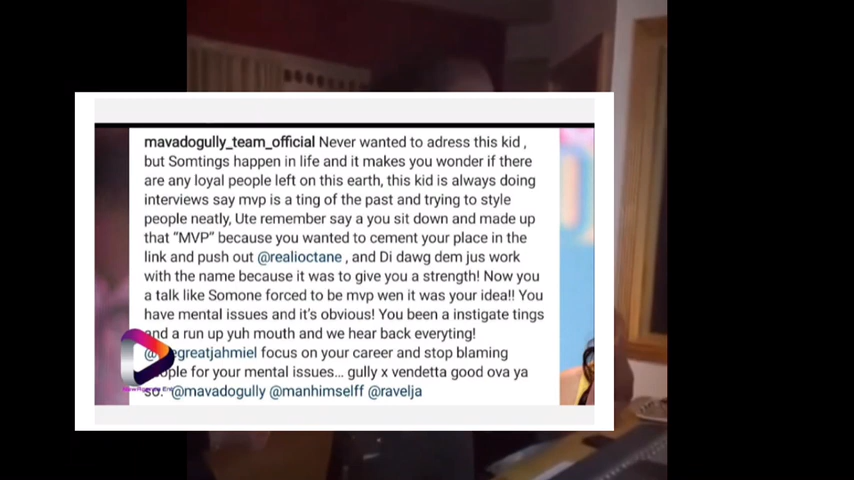 mavadogully_team_official Never wanted to adress this kid ,
but Somtings happen in life and it makes you wonder if there
are any loyal people left on this earth, this kid is always doing
interviews say mvp is a ting of the past and trying to style
people neatly, Ute remember say a you sit down and made up
that “MVP” because you wanted to cement your place in the
link and push out @realioctane , and Di dawg dem jus work
with the name because it was to give you a strength! Now you
a talk like Somone forced to be mvp wen it was your idea!! You
have mental issues and it's obvious! You been a instigate tings
and a run up yuh mouth and we hear back everyting!
egreatjahmiel focus on your career and stop blaming
ople for your mental issues... gully x vendetta good ova ya
so. @mavadogully @manhimselff @ravelja